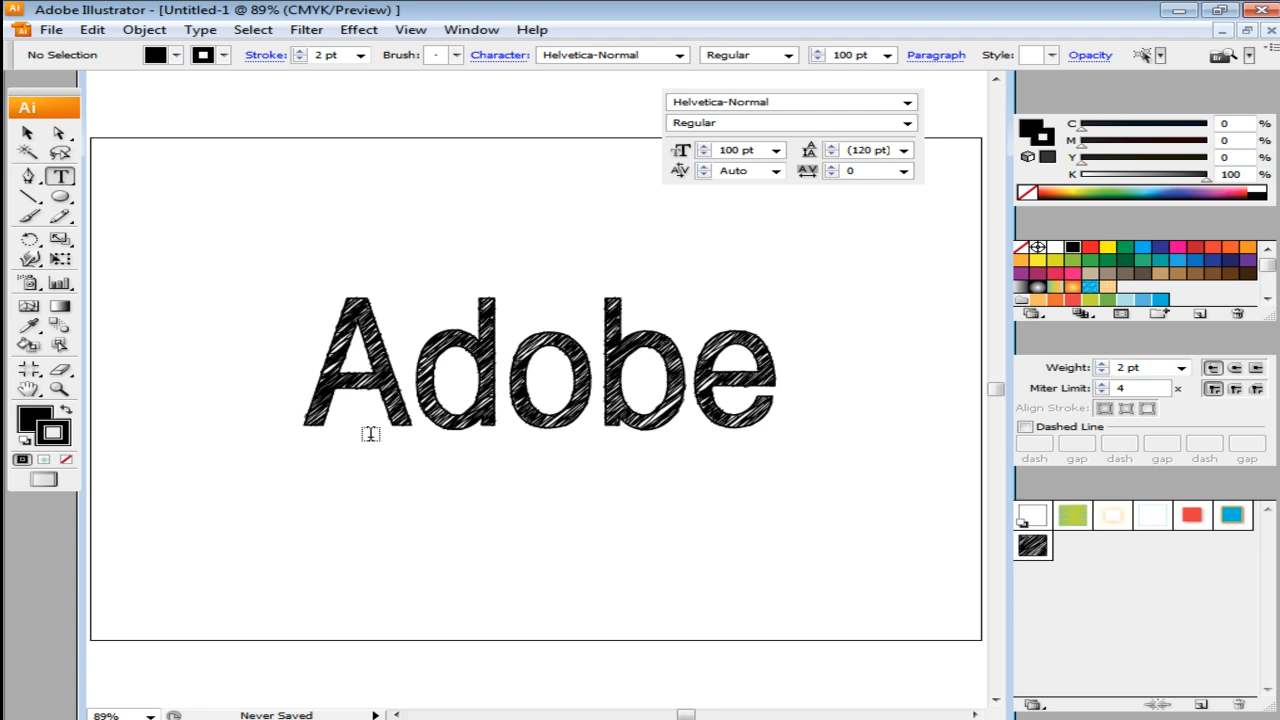 Ai Adobe Illustrator - [Untitled-1 @ 89% (CMYK/Preview) ]
Ai File Edit Object Type Select Filter Effect View Window Help
No Selection Stroke: 2 pt Brush: - Character: Helvetica-Normal Regular 100 pt Paragraph Style: Opacity Br
Ai
Helvetica-Normal
Regular
100 pt (120 pt)
Auto 0
C 0 %
M 0 %
Y 0 %
K 100 %
T
Adobe
Weight: 2 pt
Miter Limit: 4 x
Align Stroke:
Dashed Line
dash gap dash gap dash gap
89% Never Saved